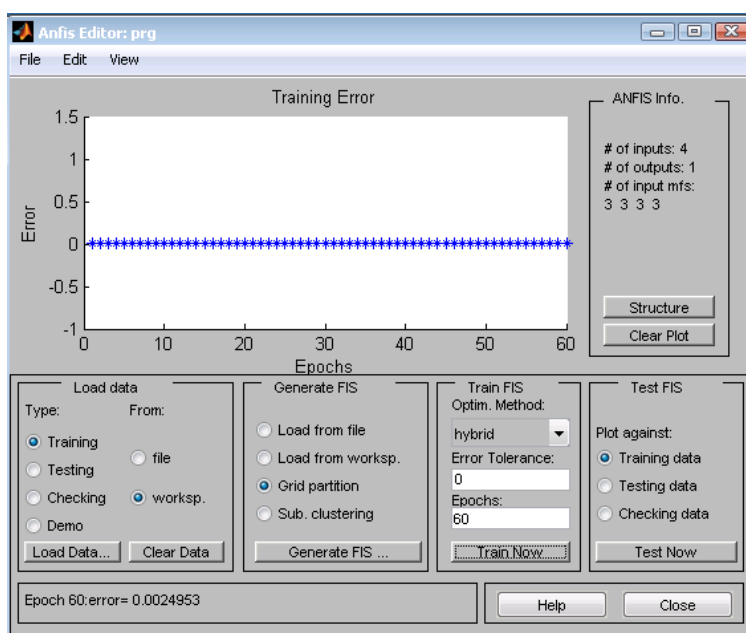 Anfis Editor: prg
File Edit View
Training Error
1.5
1
0.5
0
-0.5
-1
Error
0 10 20 30 40 50 60
Epochs
ANFIS Info.
# of inputs: 4
# of outputs: 1
# of input mfs:
3 3 3 3
Structure
Clear Plot
Load data
Type: From:
Training
Testing
Checking
Demo
file
worksp.
Load Data... Clear Data
Generate FIS
Load from file
Load from worksp.
Grid partition
Sub. clustering
Generate FIS ...
Train FIS
Optim. Method:
hybrid
Error Tolerance:
0
Epochs:
60
Train Now
Test FIS
Plot against:
Training data
Testing data
Checking data
Test Now
Epoch 60:error= 0.0024953
Help Close